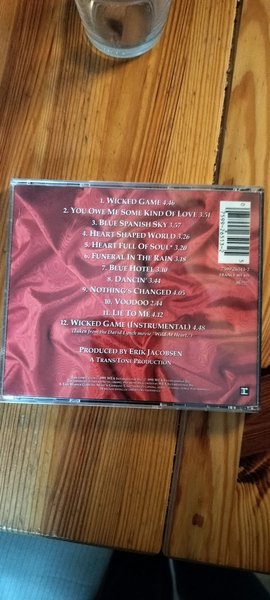 1. WICKED GAME 4.46
2. YOU OWE ME SOME KIND OF LOVE 3.51
3. BLUE SPANISH SKY 3.57
4. HEART SHAPED WORLD 3.26
5. HEART FULL OF SOUL* 3.20
6. FUNERAL IN THE RAIN 3.18
7. BLUE HOTEL 3.10
8. DANCIN' 3.44
9. NOTHING'S CHANGED 4.05
10. VOODOO 2.44
11. LIE TO ME 4.12
12. WICKED GAME (INSTRUMENTAL) 4.48
(Taken from the David Lynch movie, "Wild At Heart.")
PRODUCED BY ERIK JACOBSEN
A TRANS/TONE PRODUCTION